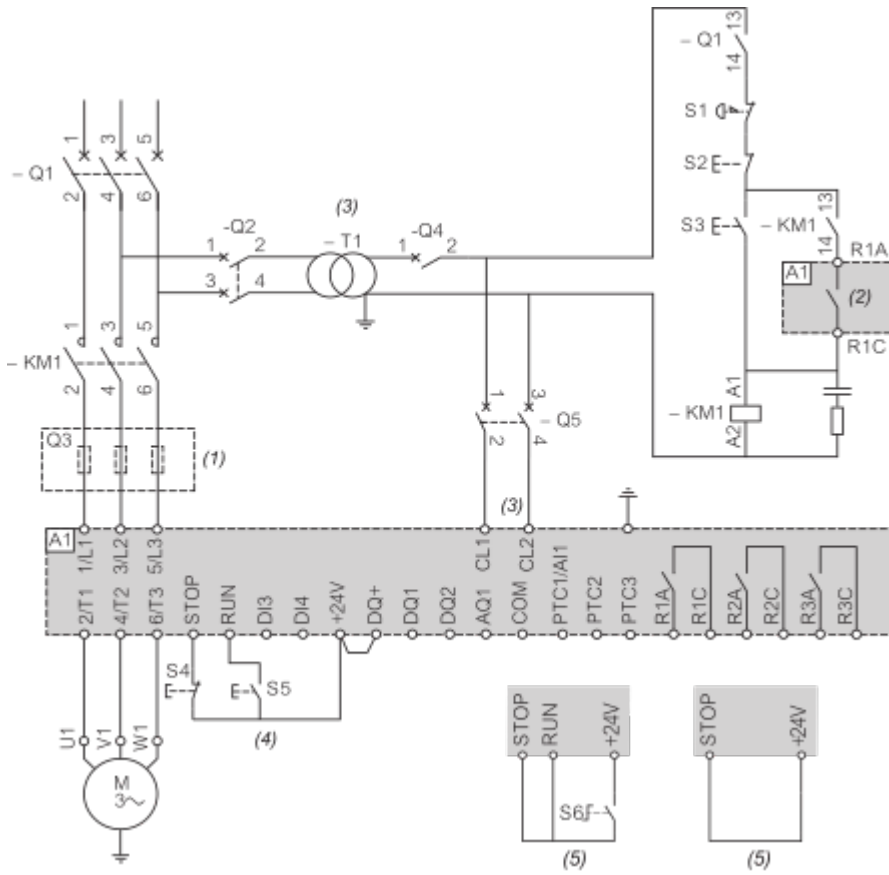 13
– Q1
14
S1
S2
S3
– KM1
13
14
R1A
A1
(2)
R1C
A1
– KM1
A2
1
3
5
– Q1
2
4
6
-Q2
1
2
3
4
(3)
– T1
-Q4
1
2
1
3
5
– KM1
2
4
6
1
3
– Q5
2
4
Q3
(1)
(3)
A1
1/L1
3/L2
5/L3
CL1
CL2
2/T1
4/T2
6/T3
STOP
RUN
DI3
DI4
+24V
DQ+
DQ1
DQ2
AQ1
COM
PTC1/AI1
PTC2
PTC3
R1A
R1C
R2A
R2C
R3A
R3C
S4
S5
(4)
U1
V1
W1
M
3~
STOP
RUN
+24V
S6
(5)
STOP
+24V
(5)